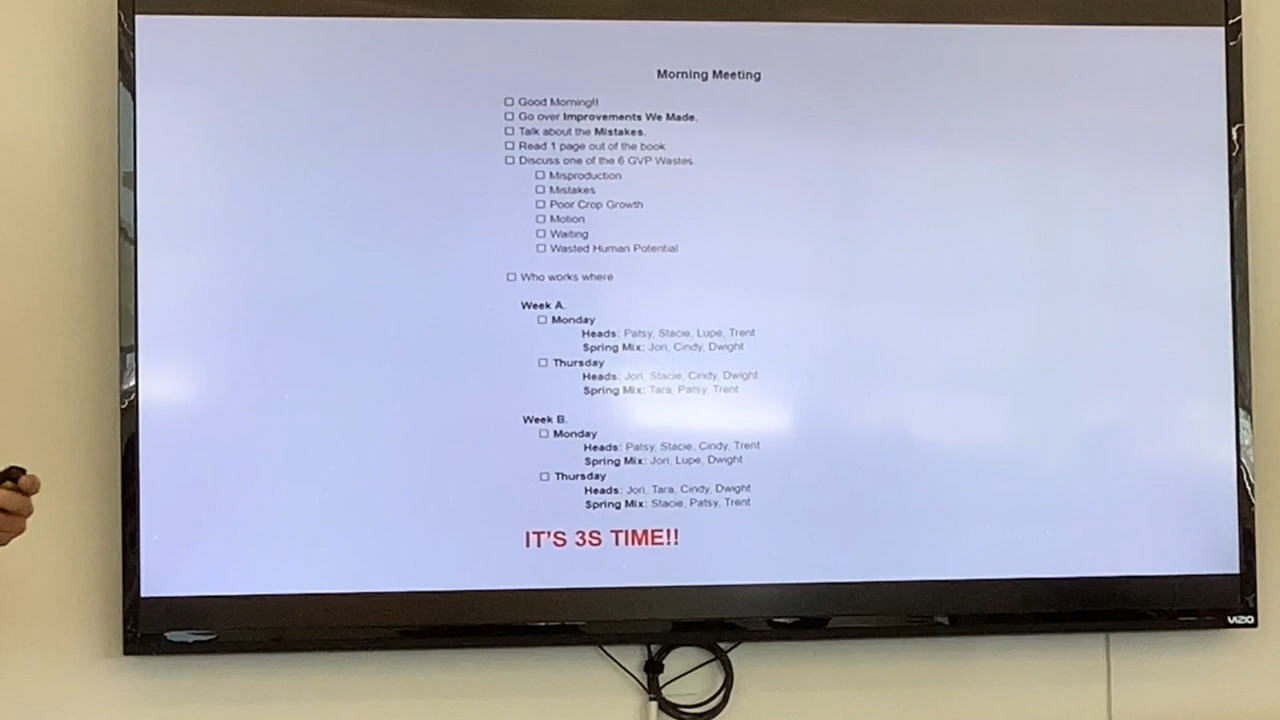 Morning Meeting
☐ Good Morning!!
☐ Go over Improvements We Made.
☐ Talk about the Mistakes.
☐ Read 1 page out of the book
☐ Discuss one of the 6 GVP Wastes.
☐ Misproduction
☐ Mistakes
☐ Poor Crop Growth
☐ Motion
☐ Waiting
☐ Wasted Human Potential
☐ Who works where
Week A.
☐ Monday
Heads: Patsy, Stacie, Lupe, Trent
Spring Mix: Jori, Cindy, Dwight
☐ Thursday
Heads: Jori, Stacie, Cindy, Dwight
Spring Mix: Tara, Patsy, Trent
Week B.
☐ Monday
Heads: Patsy, Stacie, Cindy, Trent
Spring Mix: Jori, Lupe, Dwight
☐ Thursday
Heads: Jori, Tara, Cindy, Dwight
Spring Mix: Stacie, Patsy, Trent
IT'S 3S TIME!!
VIZIO